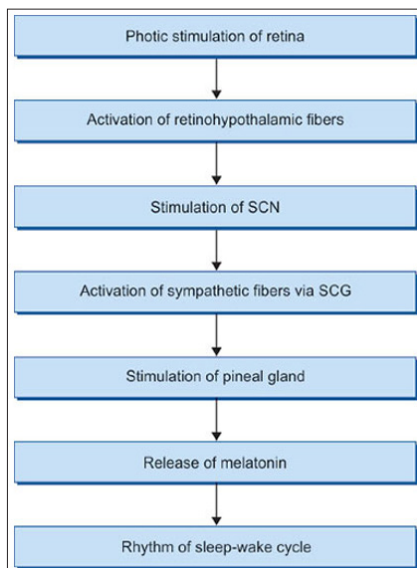 Photic stimulation of retina
Activation of retinohypothalamic fibers
Stimulation of SCN
Activation of sympathetic fibers via SCG
Stimulation of pineal gland
Release of melatonin
Rhythm of sleep-wake cycle